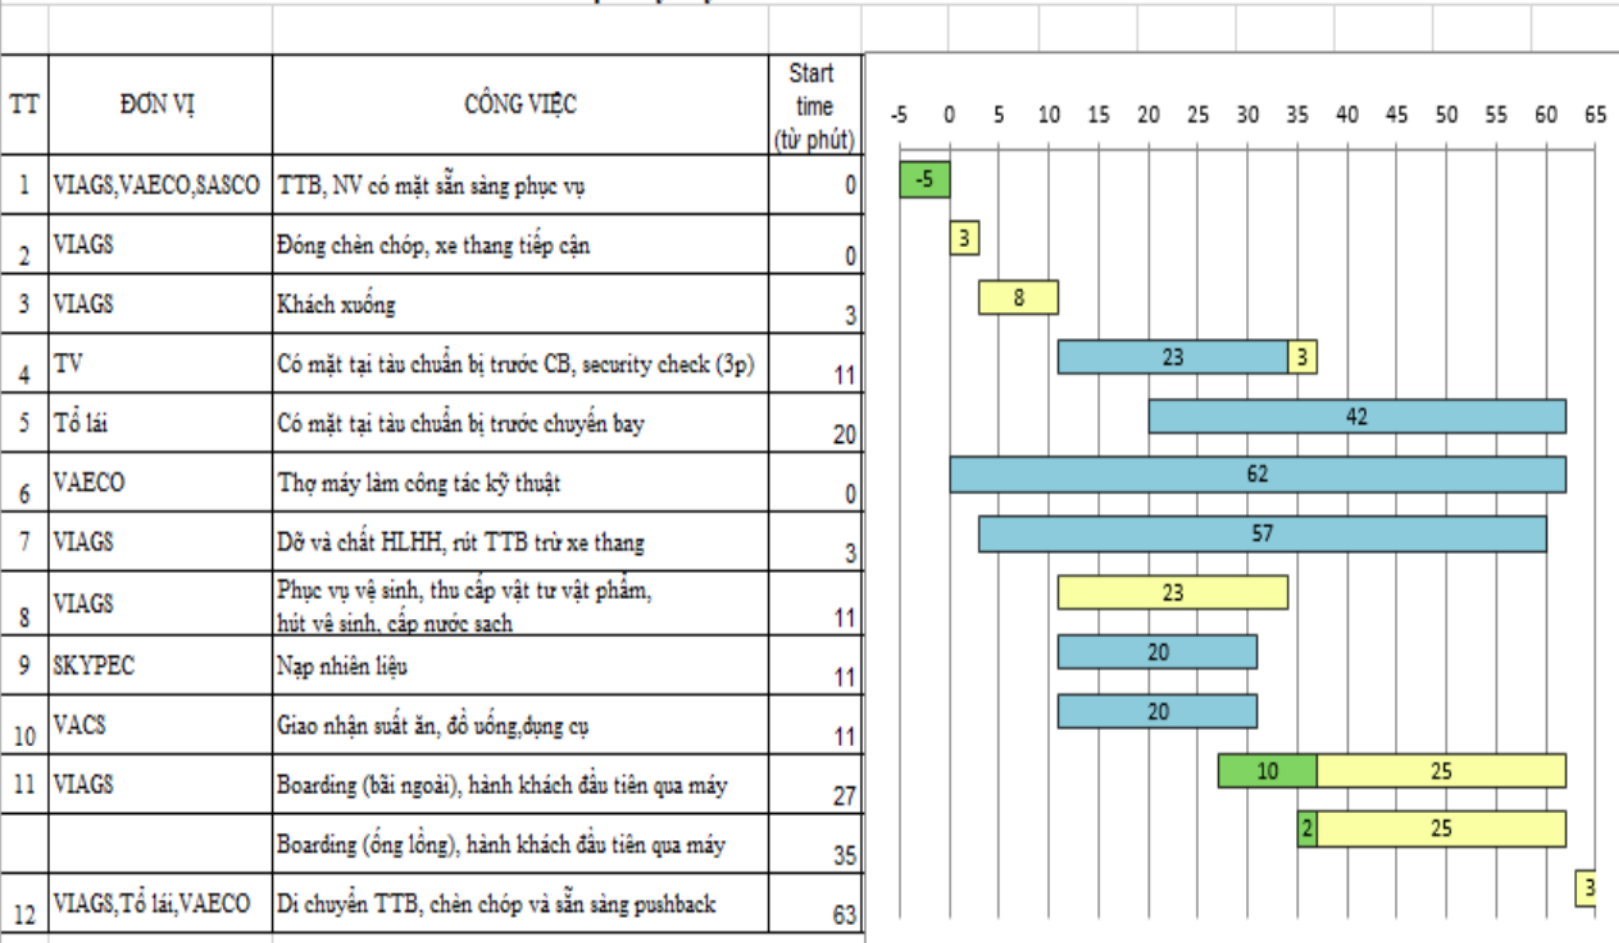 TT ĐƠN VỊ CÔNG VIỆC Start time (từ phút)
-5 0 5 10 15 20 25 30 35 40 45 50 55 60 65
1 VIAGS,VAECO,SASCO TTB, NV có mặt sẵn sàng phục vụ 0 -5
2 VIAGS Đóng chèn chóp, xe thang tiếp cận 0 3
3 VIAGS Khách xuống 3 8
4 TV Có mặt tại tàu chuẩn bị trước CB, security check (3p) 11 23 3
5 Tổ lái Có mặt tại tàu chuẩn bị trước chuyến bay 20 42
6 VAECO Thợ máy làm công tác kỹ thuật 0 62
7 VIAGS Dỡ và chất HLHH, rút TTB trừ xe thang 3 57
8 VIAGS Phục vụ vệ sinh, thu cấp vật tư vật phẩm,
hút vệ sinh, cấp nước sạch 11 23
9 SKYPEC Nạp nhiên liệu 11 20
10 VACS Giao nhận suất ăn, đồ uống,dụng cụ 11 20
11 VIAGS Boarding (bãi ngoài), hành khách đầu tiên qua máy 27 10 25
Boarding (ống lồng), hành khách đầu tiên qua máy 35 2 25
12 VIAGS,Tổ lái,VAECO Di chuyển TTB, chèn chóp và sẵn sàng pushback 63 3